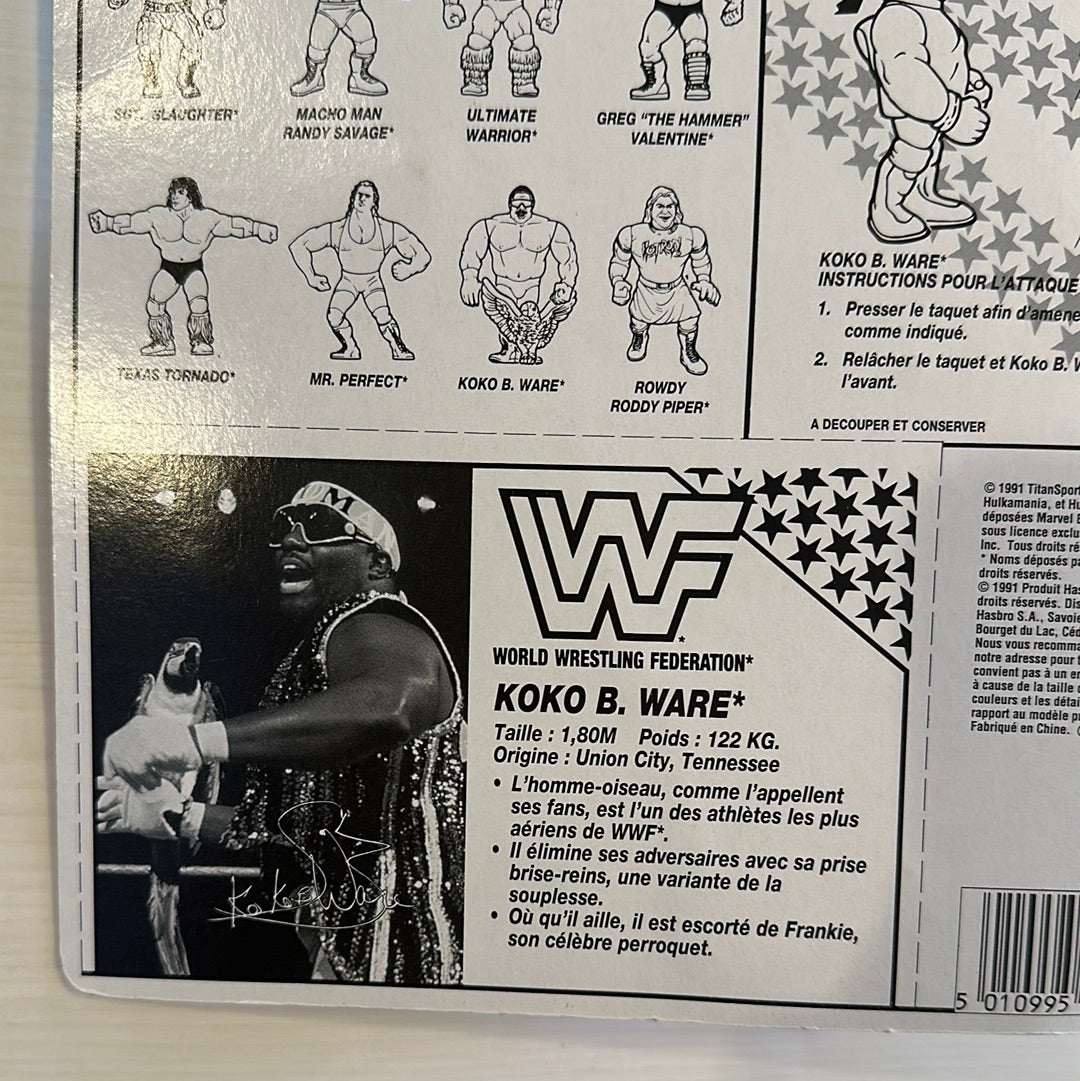 SGT. SLAUGHTER*
MACHO MAN
RANDY SAVAGE*
ULTIMATE
WARRIOR*
GREG "THE HAMMER"
VALENTINE*
TEXAS TORNADO*
MR. PERFECT*
KOKO B. WARE*
ROWDY
RODDY PIPER*
KOKO B. WARE*
INSTRUCTIONS POUR L'ATTAQUE
1. Presser le taquet afin d'amene
comme indiqué.
2. Relâcher le taquet et Koko B. W
l'avant.
A DECOUPER ET CONSERVER
WF
WORLD WRESTLING FEDERATION*
KOKO B. WARE*
Taille : 1,80M Poids : 122 KG.
Origine : Union City, Tennessee
• L'homme-oiseau, comme l'appellent
ses fans, est l'un des athlètes les plus
aériens de WWF*.
• Il élimine ses adversaires avec sa prise
brise-reins, une variante de la
souplesse.
• Où qu'il aille, il est escorté de Frankie,
son célèbre perroquet.
Koko B Ware
© 1991 TitanSport
Hulkamania, et Hu
déposées Marvel
sous licence exclu
Inc. Tous droits ré
* Noms déposés pa
droits réservés.
© 1991 Produit Has
droits réservés. Dis
Hasbro S.A., Savoie
Bourget du Lac, Céd
Nous vous recomma
notre adresse pour
convient pas à un en
à cause de la taille
couleurs et les détai
rapport au modèle p
Fabriqué en Chine.
5 010995